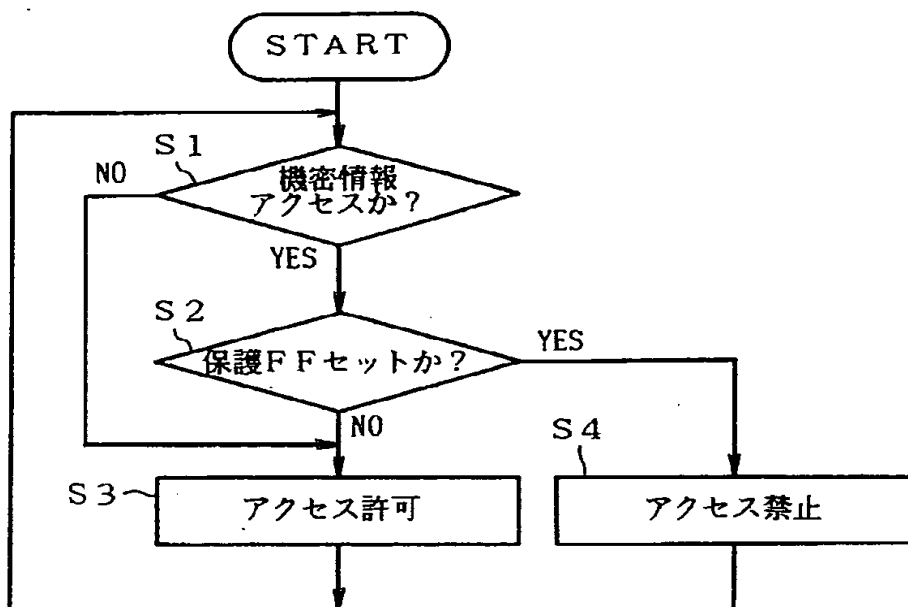 ＳＴＡＲＴ
Ｓ１
NO
機密情報
アクセスか？
YES
Ｓ２
保護ＦＦセットか？
YES
NO
Ｓ３
アクセス許可
Ｓ４
アクセス禁止